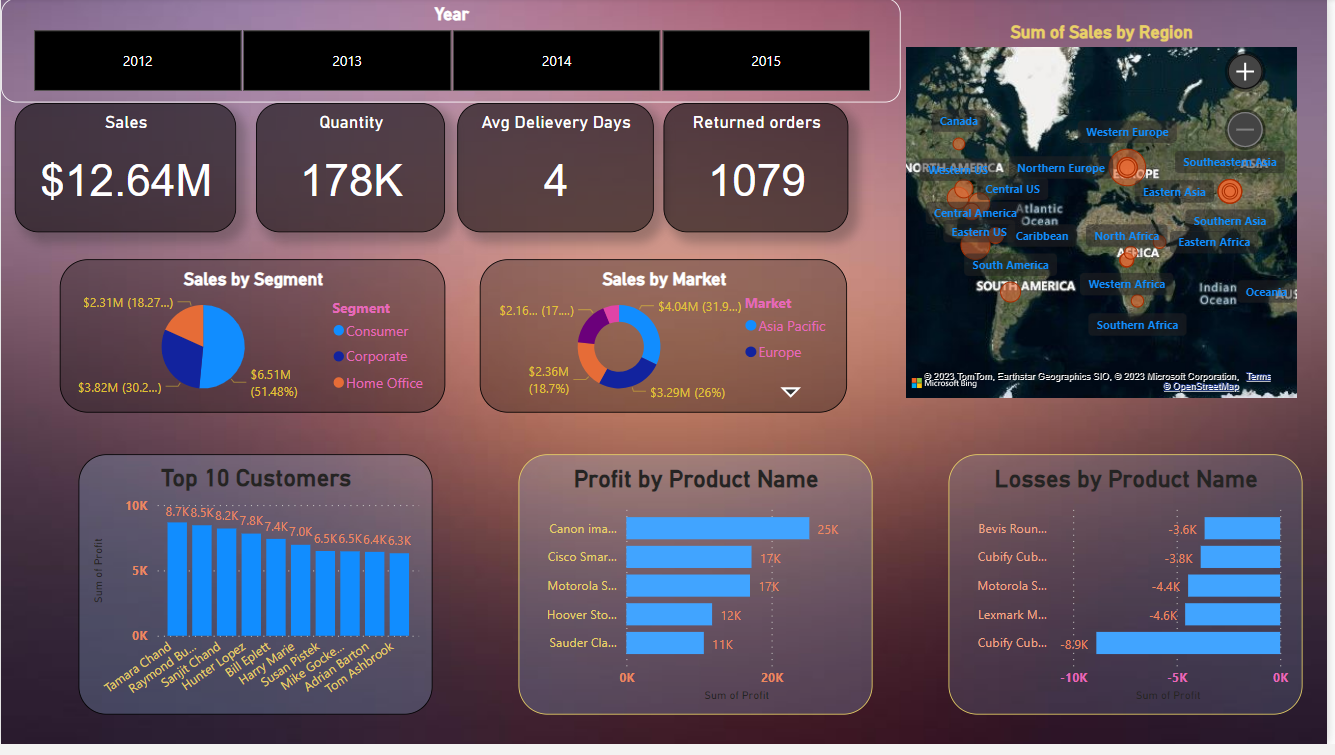 Year
2012
2013
2014
2015
Sales
$12.64M
Quantity
178K
Avg Delievery Days
4
Returned orders
1079
Sum of Sales by Region
Canada
Western Europe
NORTH AMERICA
Northern Europe
EUROPE
Southeastern Asia
ASIA
Central US
Eastern Asia
Central America
Atlantic
Ocean
Southern Asia
Eastern US
Caribbean
North Africa
Eastern Africa
AFRICA
South America
SOUTH AMERICA
Western Africa
Indian
Ocean
Oceania
Southern Africa
© 2023 TomTom, Earthstar Geographics SIO, © 2023 Microsoft Corporation, Terms
Microsoft Bing
© OpenStreetMap
Sales by Segment
$2.31M (18.27...)
$3.82M (30.2...)
$6.51M
(51.48%)
Segment
Consumer
Corporate
Home Office
Sales by Market
$2.16... (17....)
$4.04M (31.9...)
$2.36M
(18.7%)
$3.29M (26%)
Market
Asia Pacific
Europe
Top 10 Customers
Sum of Profit
10K
5K
0K
8.7K
8.5K
8.2K
7.8K
7.4K
7.0K
6.5K
6.5K
6.4K
6.3K
Tamara Chand
Raymond Bu...
Sanjit Chand
Hunter Lopez
Bill Eplett
Harry Marie
Susan Pistek
Mike Gocke...
Adrian Barton
Tom Ashbrook
Profit by Product Name
Canon ima... 25K
Cisco Smar... 17K
Motorola S... 17K
Hoover Sto... 12K
Sauder Cla... 11K
0K 20K
Sum of Profit
Losses by Product Name
Bevis Roun... -3.6K
Cubify Cub... -3.8K
Motorola S... -4.4K
Lexmark M... -4.6K
Cubify Cub... -8.9K
-10K -5K 0K
Sum of Profit